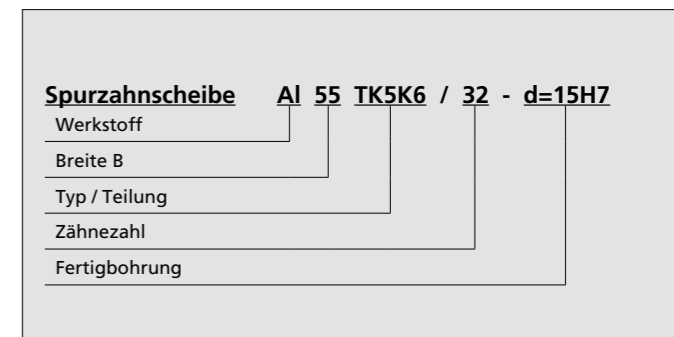 Spurzahnscheibe Al 55 TK5K6 / 32 - d=15H7
Werkstoff
Breite B
Typ / Teilung
Zähnezahl
Fertigbohrung